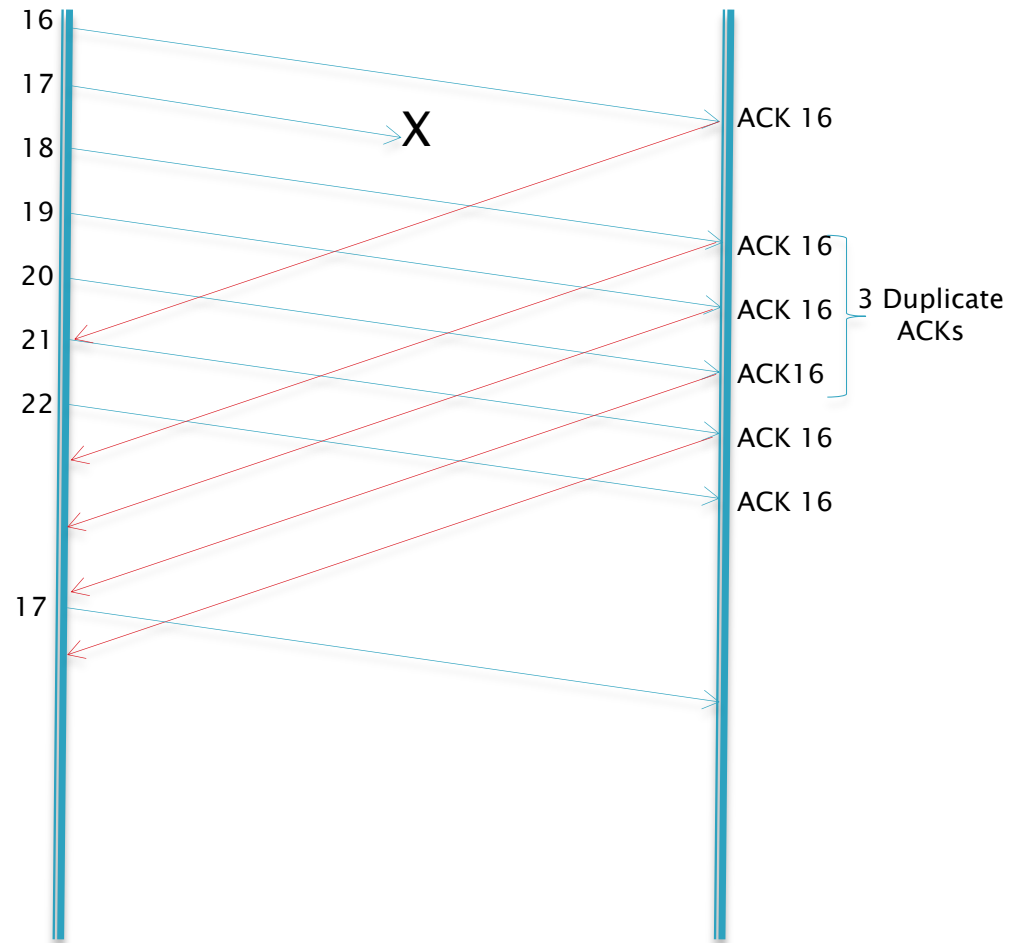 16
17
X
ACK 16
18
19
ACK 16
20
3 Duplicate
ACK 16
ACKs
21
ACK16
22
ACK 16
ACK 16
17